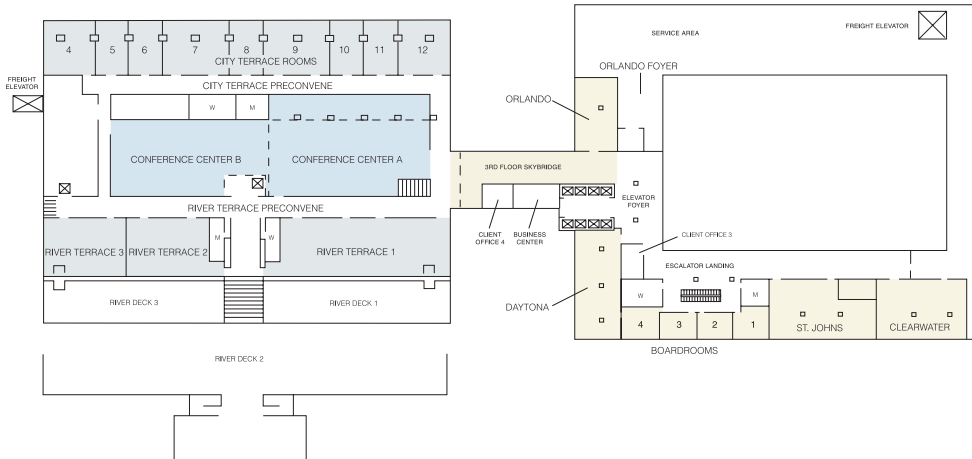 FREIGHT ELEVATOR
SERVICE AREA
4 5 6 7 8 9 10 11 12
CITY TERRACE ROOMS
ORLANDO FOYER
FREIGHT
ELEVATOR
CITY TERRACE PRECONVENE
ORLANDO
W M
CONFERENCE CENTER B
CONFERENCE CENTER A
3RD FLOOR SKYBRIDGE
ELEVATOR
FOYER
RIVER TERRACE PRECONVENE
CLIENT
OFFICE 4
BUSINESS
CENTER
CLIENT OFFICE 3
M W
RIVER TERRACE 3
RIVER TERRACE 2
RIVER TERRACE 1
ESCALATOR LANDING
W M
RIVER DECK 3
RIVER DECK 1
DAYTONA
4 3 2 1
ST. JOHNS
CLEARWATER
BOARDROOMS
RIVER DECK 2